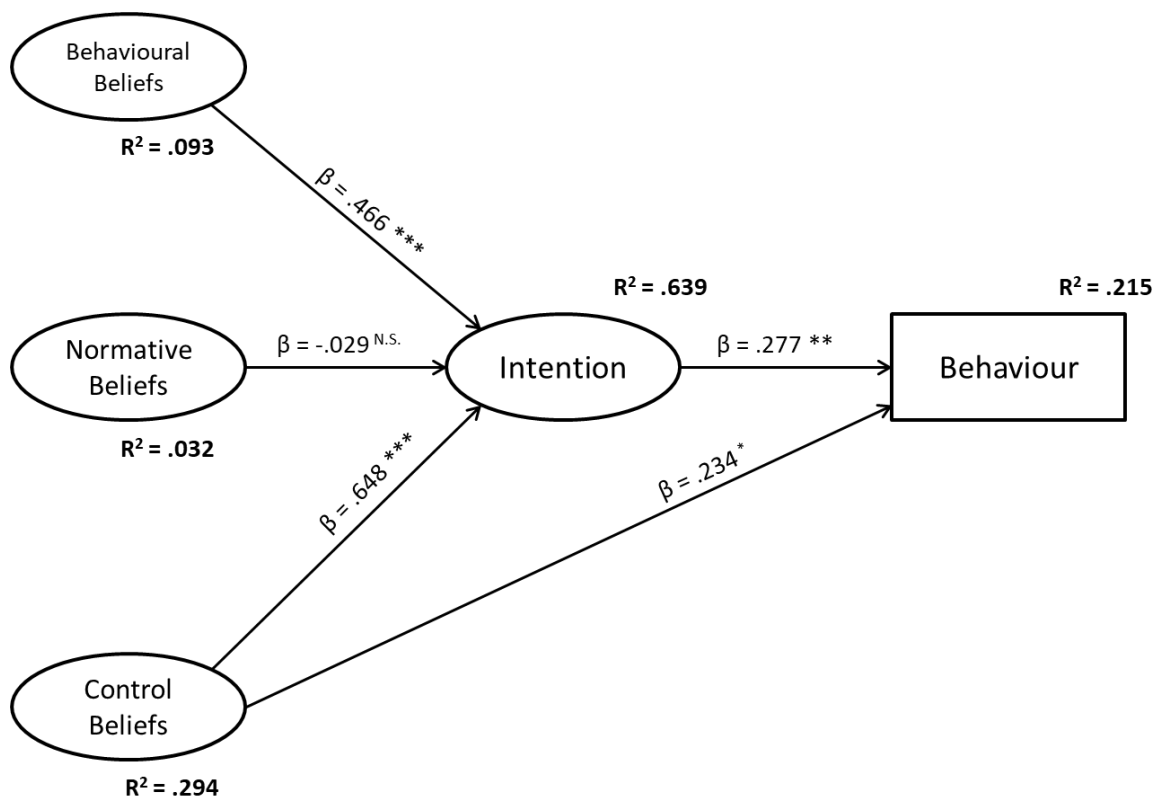 Behavioural
Beliefs
R² = .093
β = .466 ***
R² = .639
R² = .215
Normative
Beliefs
β = -.029 N.S.
Intention
β = .277 **
Behaviour
R² = .032
β = .648 ***
β = .234 *
Control
Beliefs
R² = .294